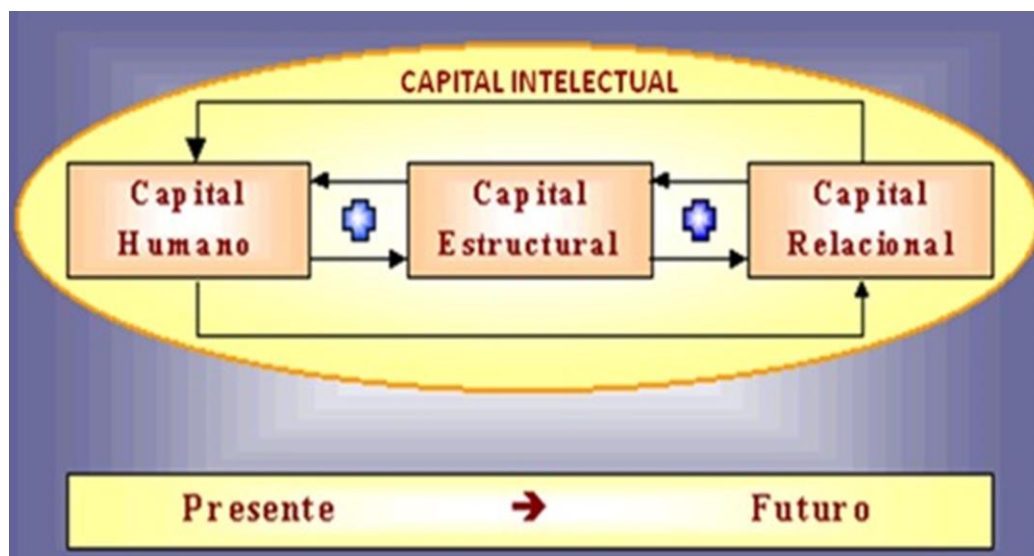 CAPITAL INTELECTUAL
Capital
Humano
Capital
Estructural
Capital
Relacional
Presente → Futuro